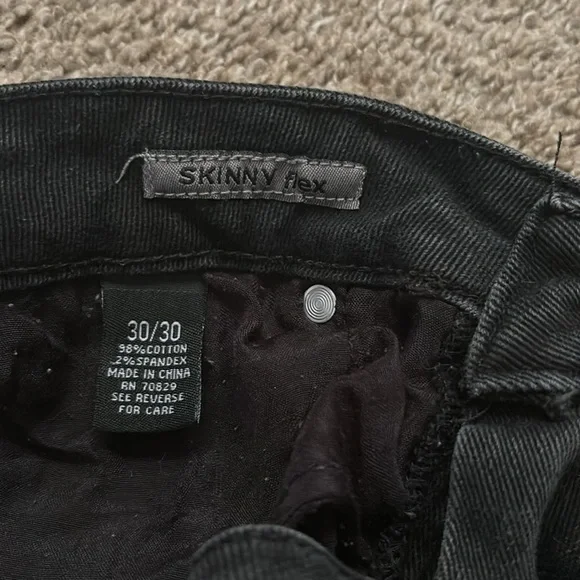 SKINNY flex
30/30
98%COTTON
2%SPANDEX
MADE IN CHINA
RN 70829
SEE REVERSE
FOR CARE